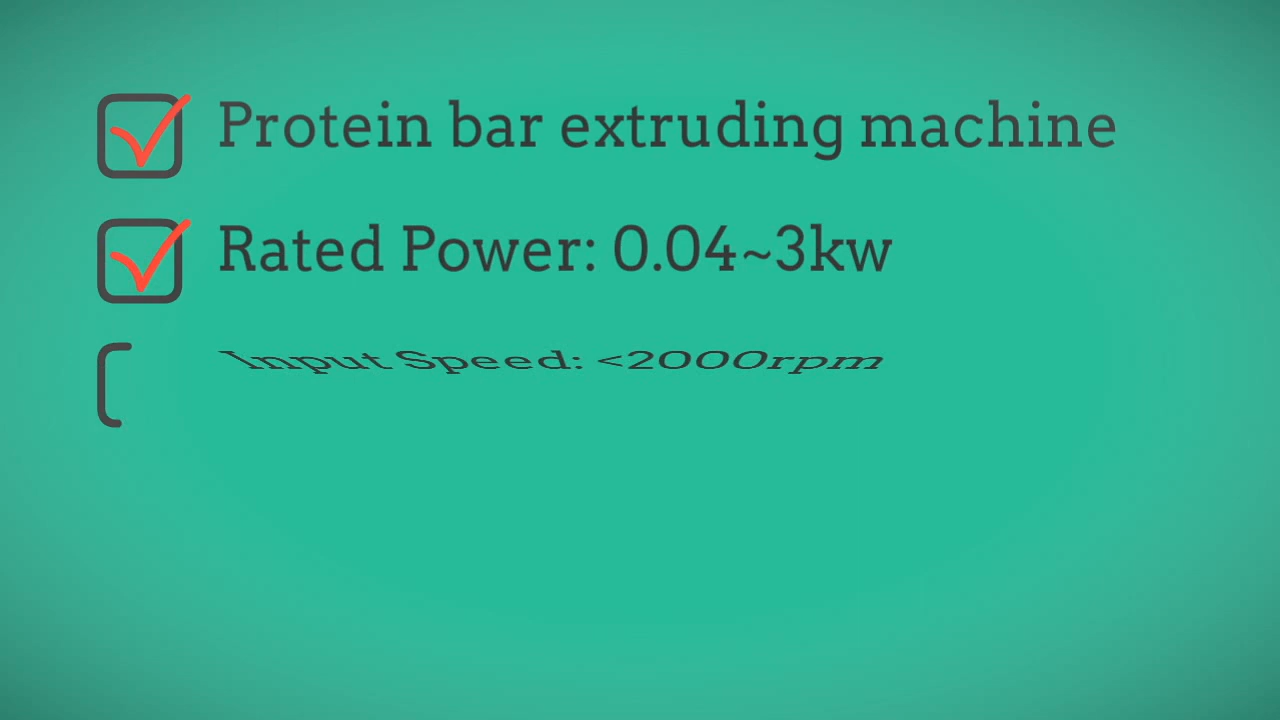 Protein bar extruding machine
Rated Power: 0.04~3kw
Input Speed: <2000rpm